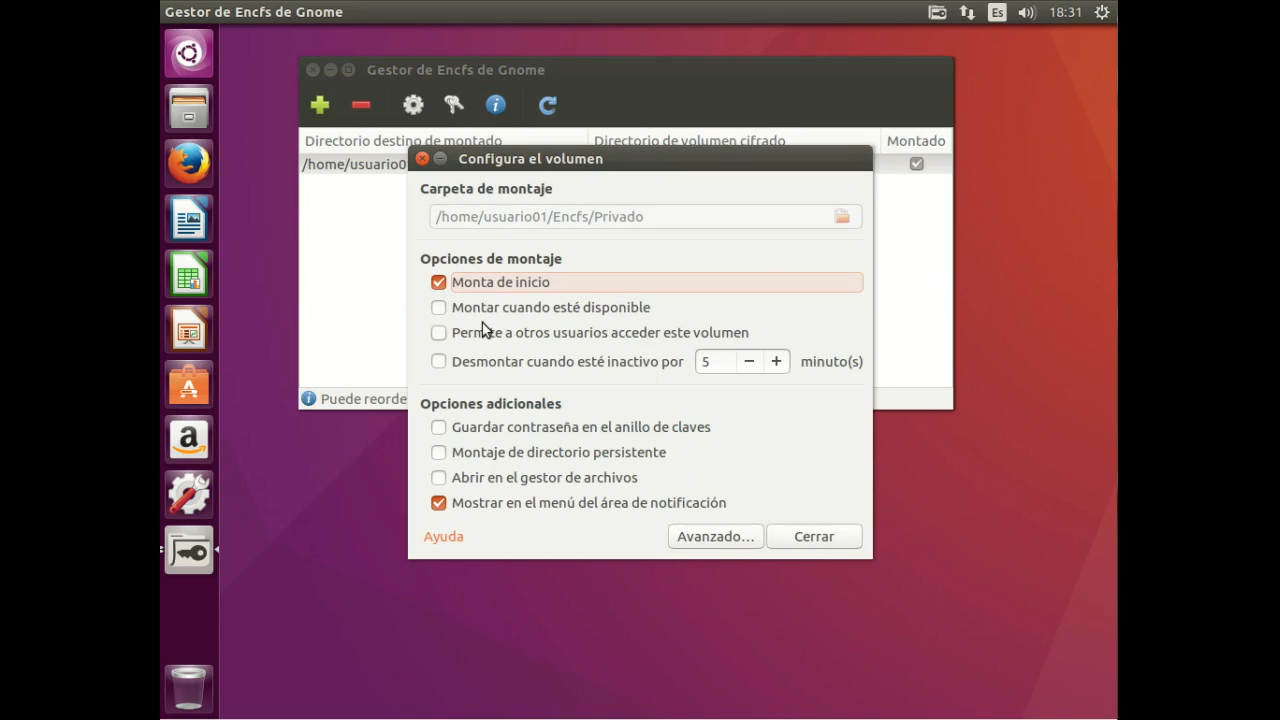 Gestor de Encfs de Gnome
Es
18:31
Gestor de Encfs de Gnome
Directorio destino de montado
Directorio de volumen cifrado
Montado
/home/usuario0
Configura el volumen
Carpeta de montaje
/home/usuario01/Encfs/Privado
Opciones de montaje
Monta de inicio
Montar cuando esté disponible
Permite a otros usuarios acceder este volumen
Desmontar cuando esté inactivo por 5 minuto(s)
Puede reorde
Opciones adicionales
Guardar contraseña en el anillo de claves
Montaje de directorio persistente
Abrir en el gestor de archivos
Mostrar en el menú del área de notificación
Ayuda
Avanzado...
Cerrar